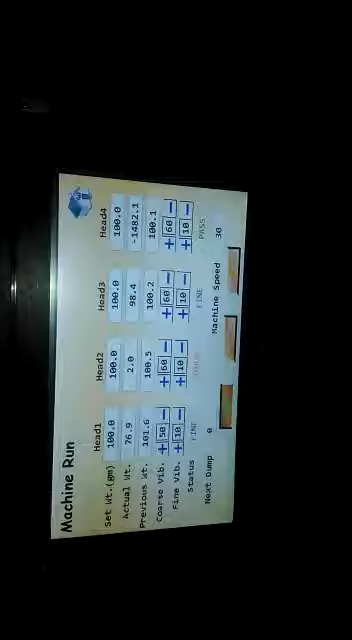 Machine Run
Head1 Head2 Head3 Head4
Set Wt.(gm) 100.0 100.0 100.0 100.0
Actual Wt. 76.9 2.0 98.4 -1482.1
Previous Wt. 101.6 100.5 100.2 100.1
Coarse Vib. + 50 − + 60 − + 60 − + 60 −
Fine Vib. + 10 − + 10 − + 10 − + 10 −
Status FINE FINE PASS
Next Dump 0 Machine Speed 30